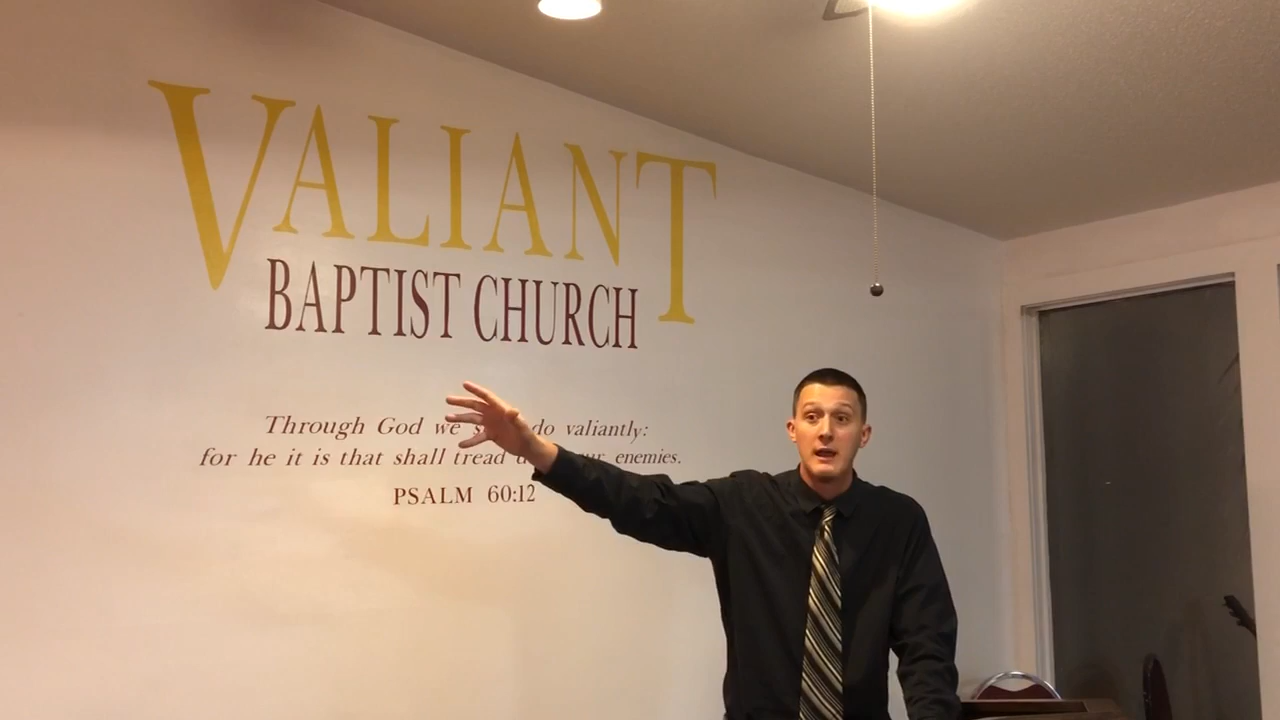 VALIANT
BAPTIST CHURCH
Through God we do valiantly:
for he it is that shall tread enemies.
PSALM 60:12